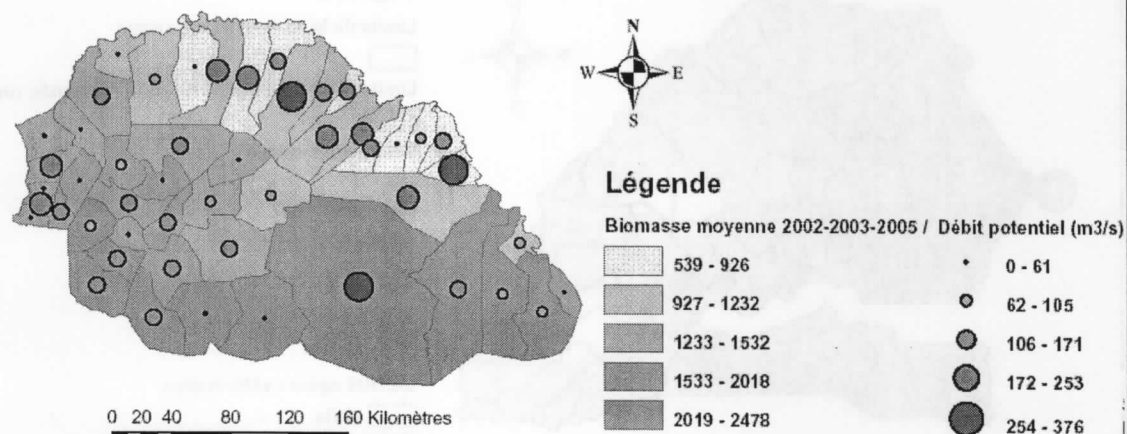 N
W E
S
Légende
Biomasse moyenne 2002-2003-2005 / Débit potentiel (m3/s)
539 - 926 0 - 61
927 - 1232 62 - 105
1233 - 1532 106 - 171
1533 - 2018 172 - 253
2019 - 2478 254 - 376
0 20 40 80 120 160 Kilomètres